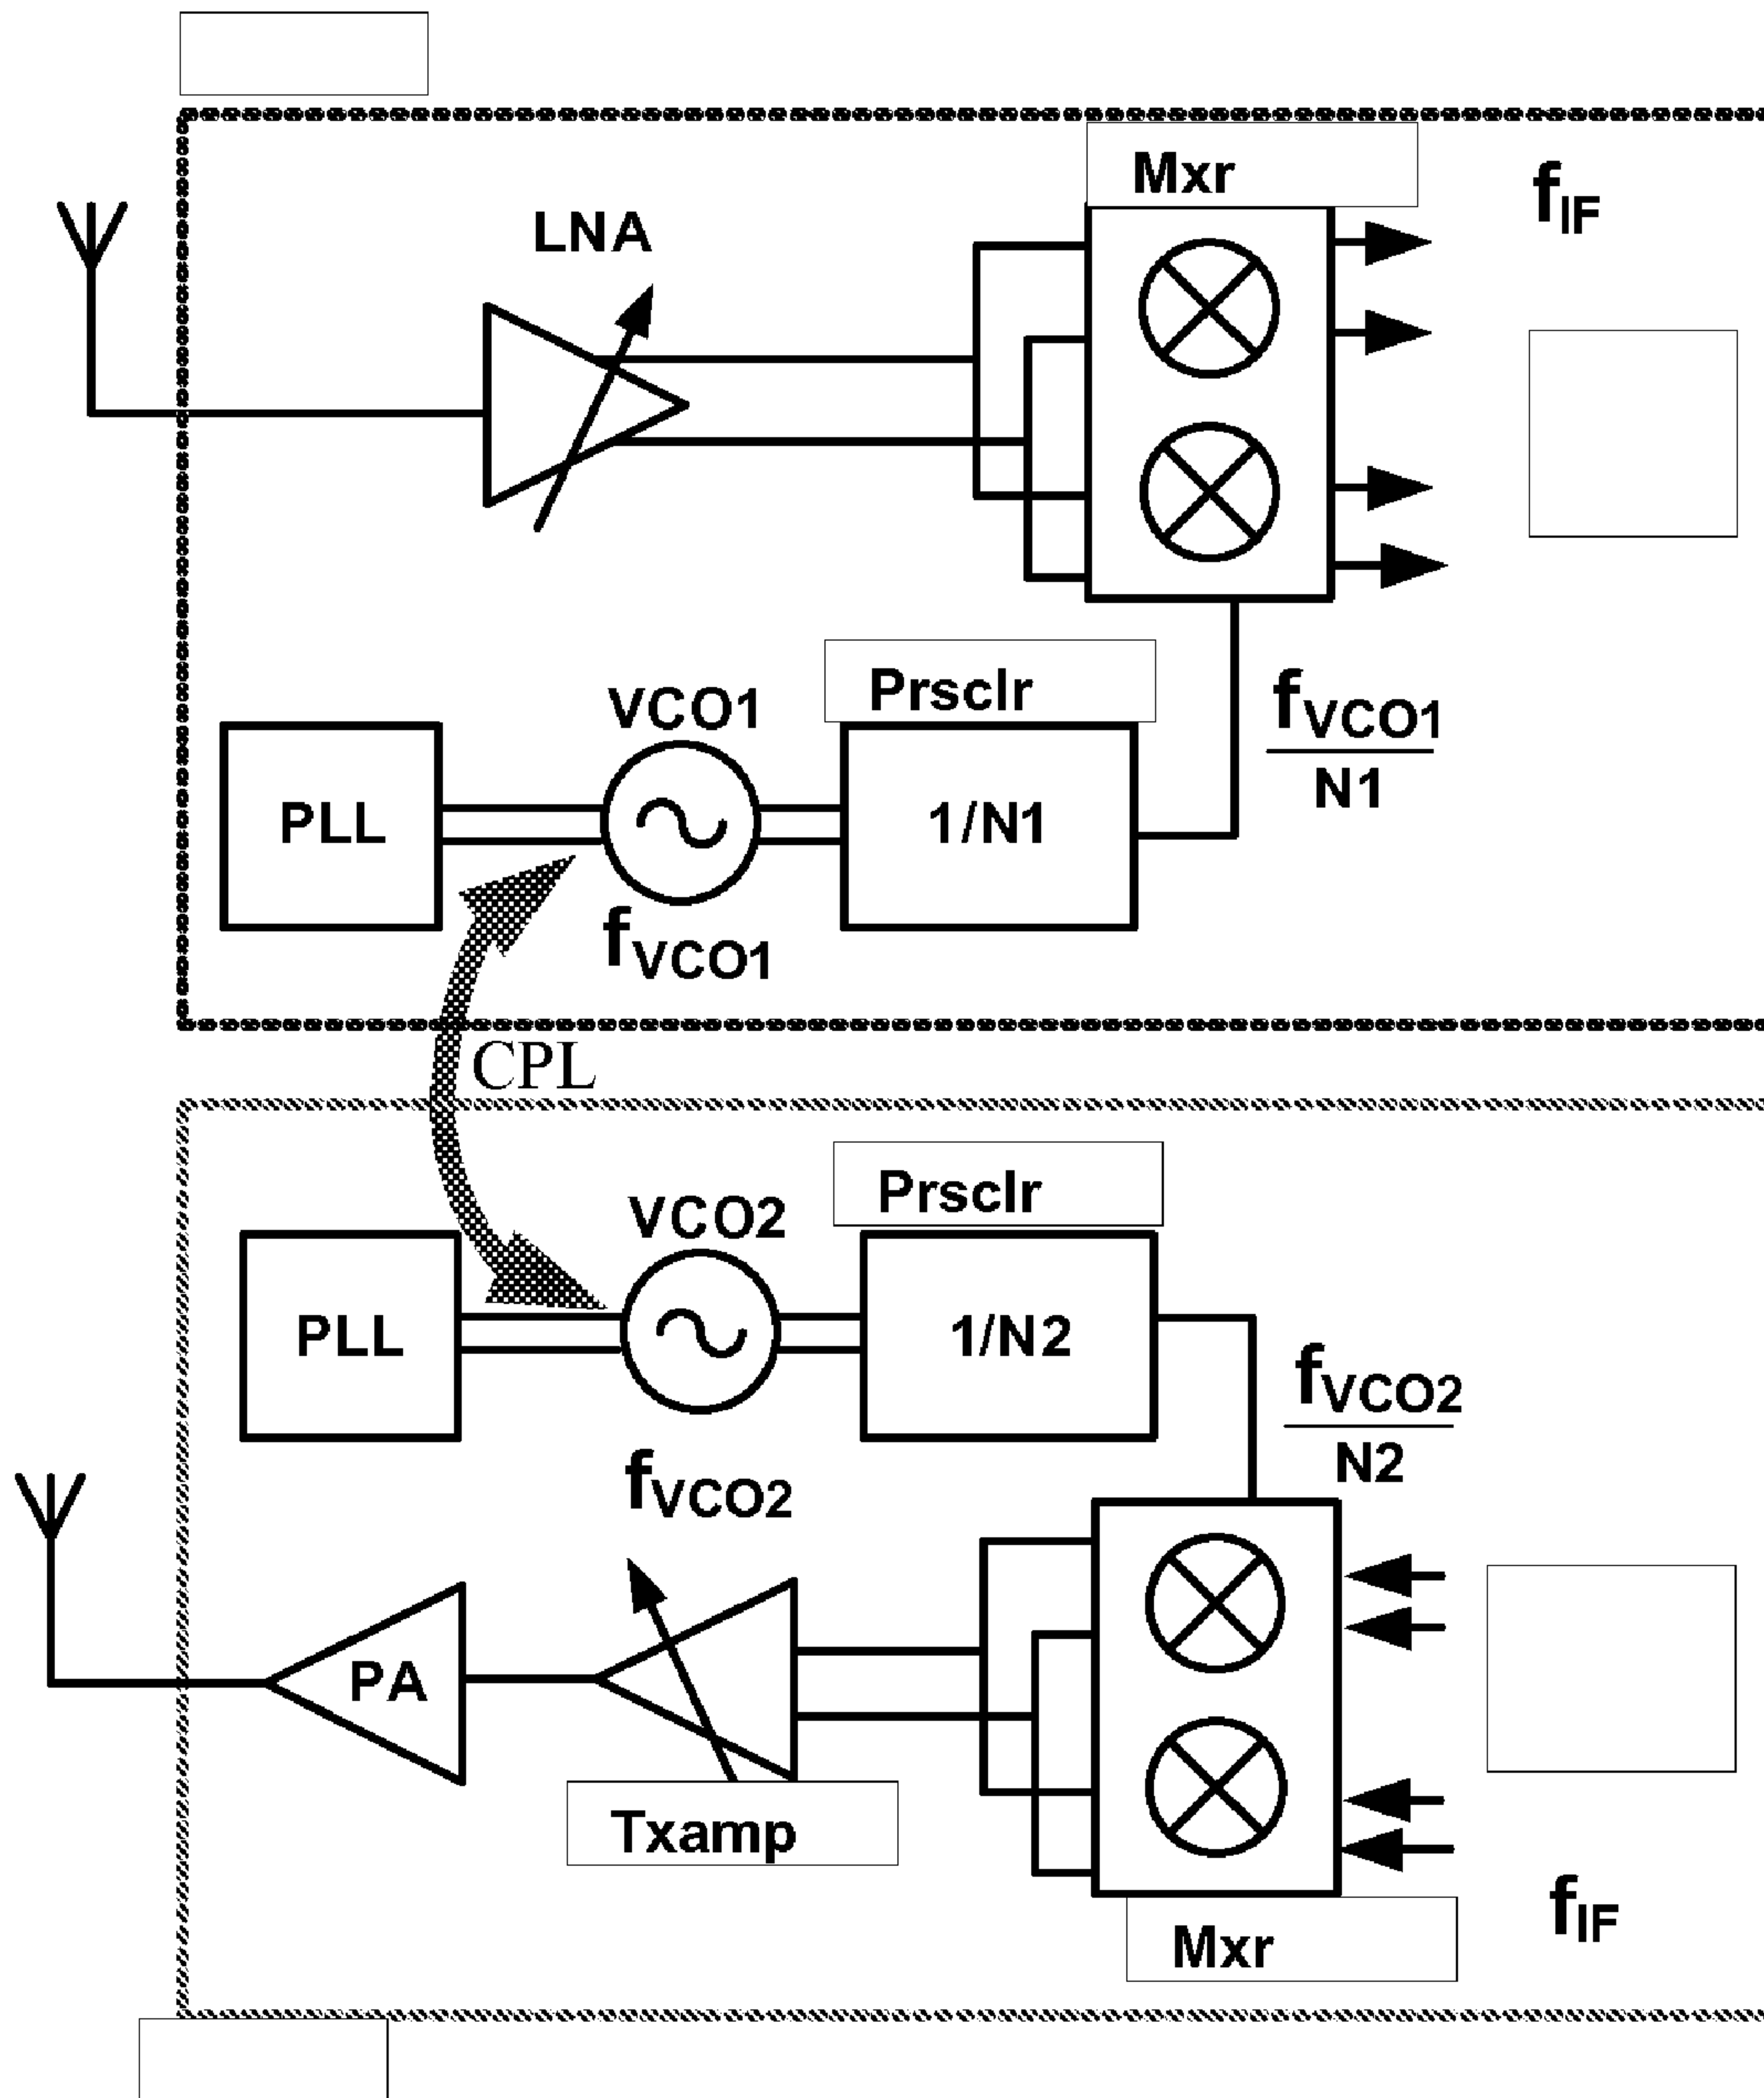 Mxr
fIF
LNA
Prsclr
VCO1
fVCO1
N1
PLL
1/N1
fVCO1
CPL
Prsclr
VCO2
PLL
1/N2
fVCO2
N2
fVCO2
PA
Txamp
Mxr
fIF